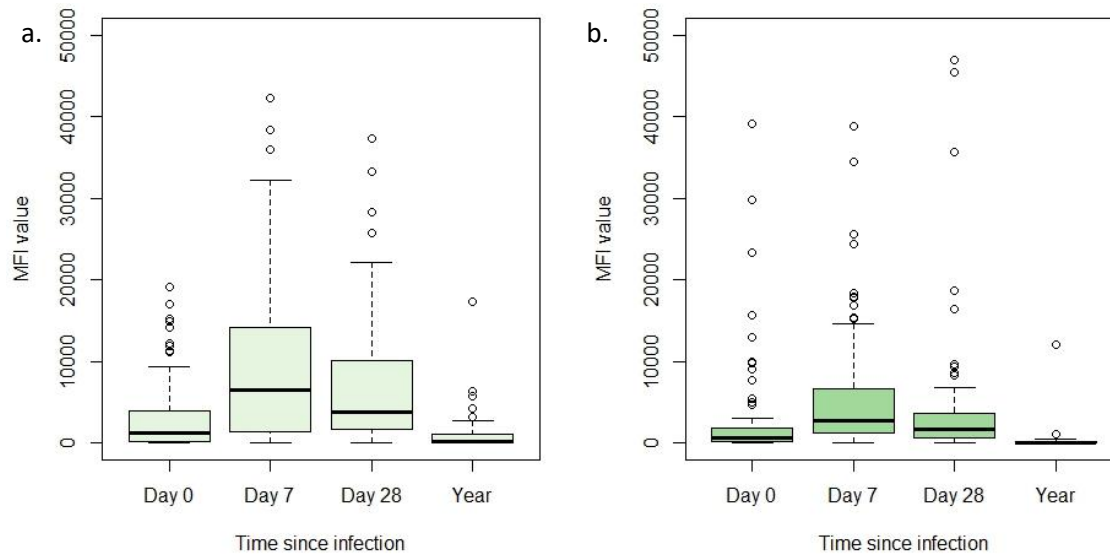 a.
MFI value
50000
40000
30000
20000
10000
0
Day 0 Day 7 Day 28 Year
Time since infection
b.
MFI value
50000
40000
30000
20000
10000
0
Day 0 Day 7 Day 28 Year
Time since infection